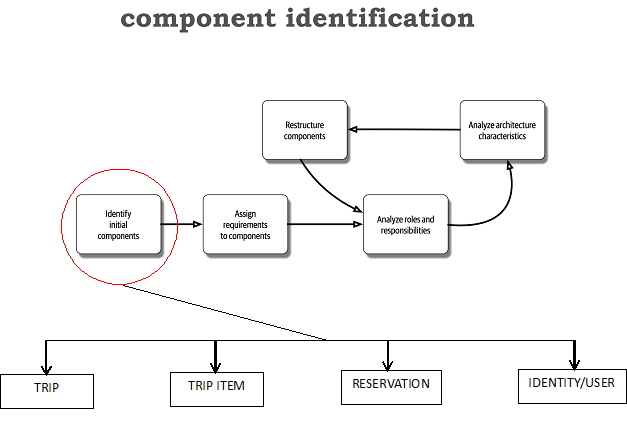 component identification
Restructure
components
Analyze architecture
characteristics
Identify
initial
components
Assign
requirements
to components
Analyze roles and
responsibilities
TRIP
TRIP ITEM
RESERVATION
IDENTITY/USER